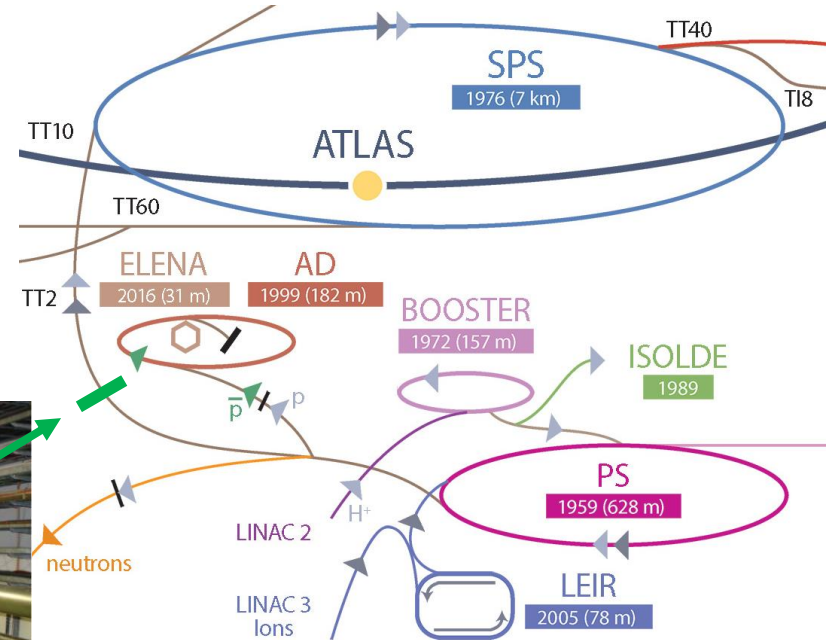 TT40
SPS
1976 (7 km)
TI8
TT10
ATLAS
TT60
ELENA
2016 (31 m)
AD
1999 (182 m)
TT2
BOOSTER
1972 (157 m)
ISOLDE
1989
p̅
p
PS
1959 (628 m)
H⁺
LINAC 2
neutrons
LEIR
2005 (78 m)
LINAC 3
Ions